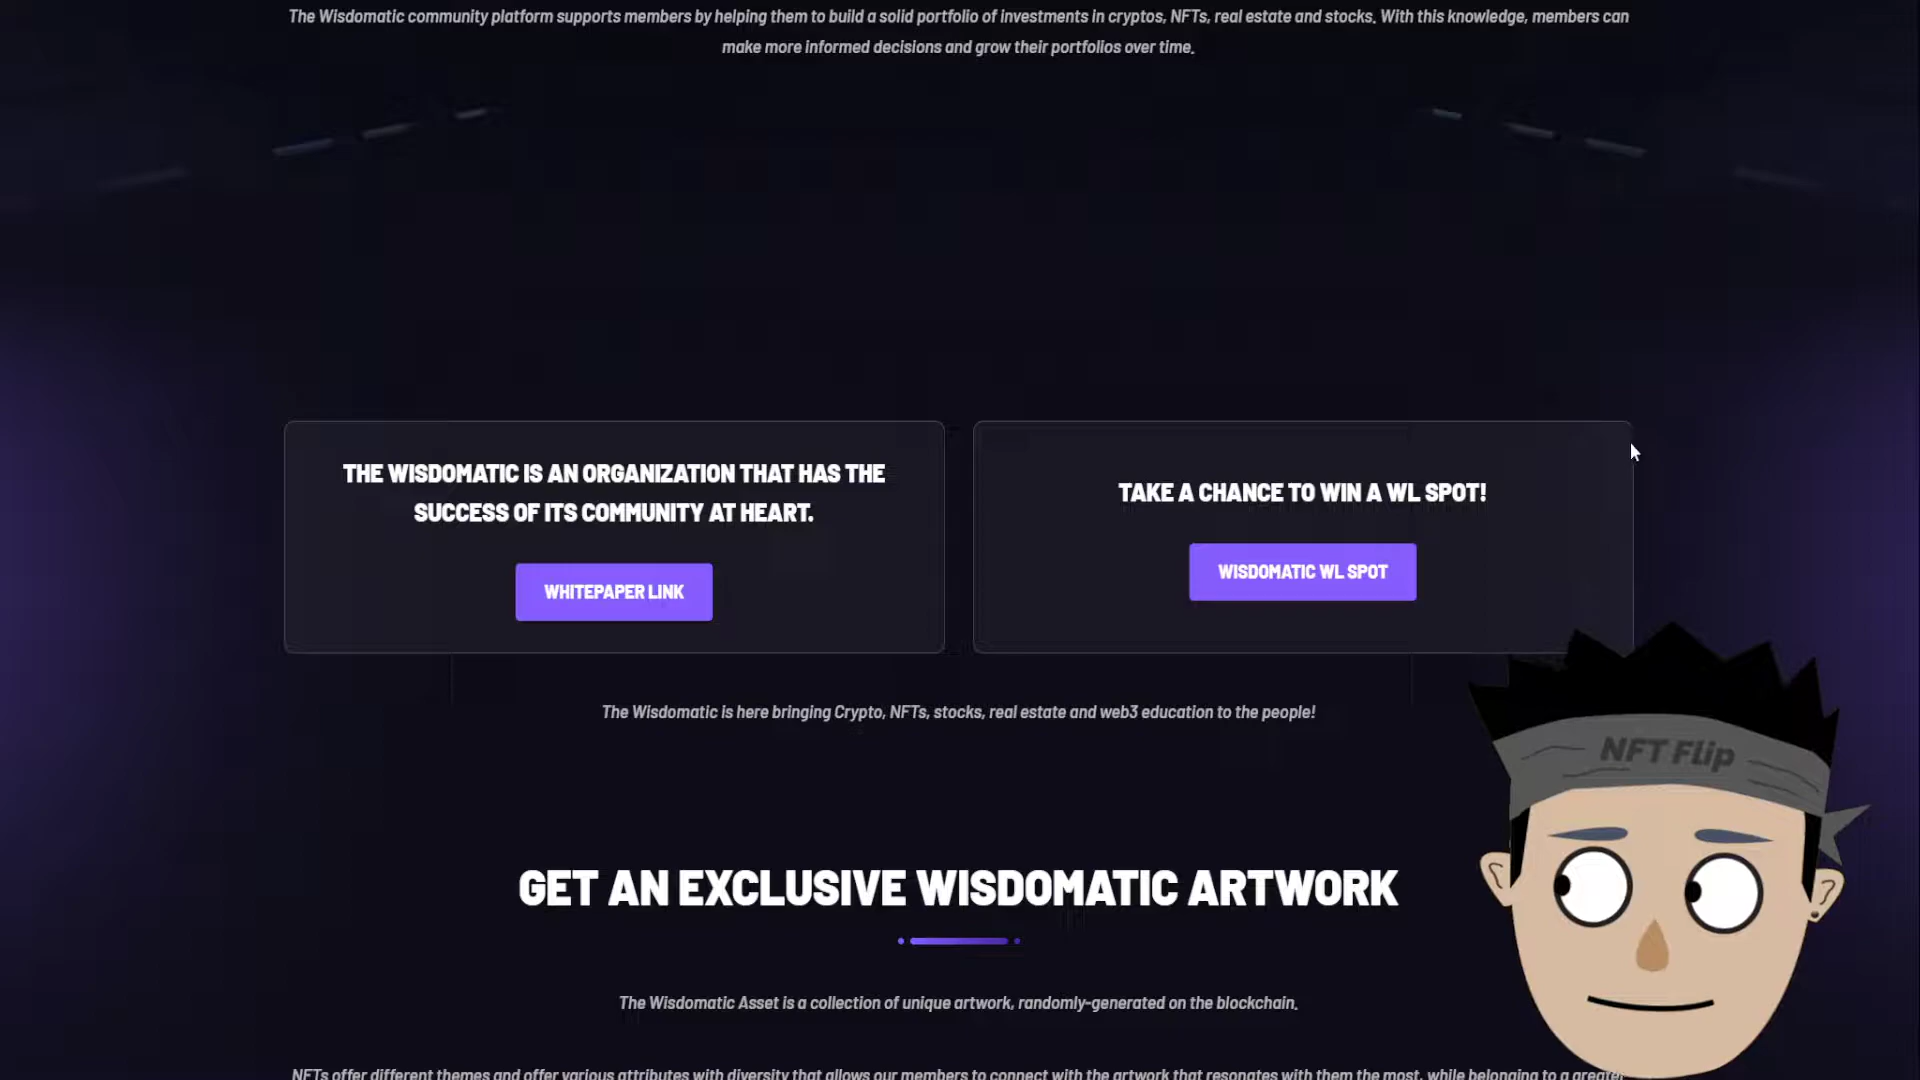 The Wisdomatic community platform supports members by helping them to build a solid portfolio of investments in cryptos, NFTs, real estate and stocks. With this knowledge, members can
make more informed decisions and grow their portfolios over time.
THE WISDOMATIC IS AN ORGANIZATION THAT HAS THE
SUCCESS OF ITS COMMUNITY AT HEART.
WHITEPAPER LINK
TAKE A CHANCE TO WIN A WL SPOT!
WISDOMATIC WL SPOT
The Wisdomatic is here bringing Crypto, NFTs, stocks, real estate and web3 education to the people!
NFT Flip
GET AN EXCLUSIVE WISDOMATIC ARTWORK
The Wisdomatic Asset is a collection of unique artwork, randomly-generated on the blockchain.
NFTs offer different themes and offer various attributes with diversity that allows our members to connect with the artwork that resonates with them the most, while belonging to a greater